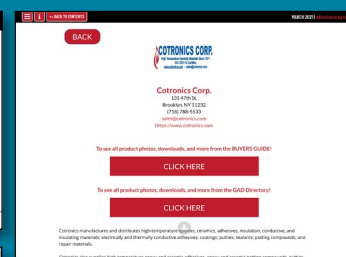 << BACK TO CONTENTS
MARCH 2021 |
BACK
COTRONICS CORP.
Cotronics Corp.
131 47th St.
Brooklyn, NY 11232
(718) 788-5533
sales@cotronics.com
https://www.cotronics.com
To see all product photos, downloads, and more from the BUYERS GUIDE!
CLICK HERE
To see all product photos, downloads, and more from the GAD Directory!
CLICK HERE
Cotronics manufactures and distributes high-temperature epoxies, ceramics, adhesives, insulation, conductive, and
insulating materials; electrically and thermally conductive adhesives; coatings; putties; sealants; potting compounds; and
repair materials.